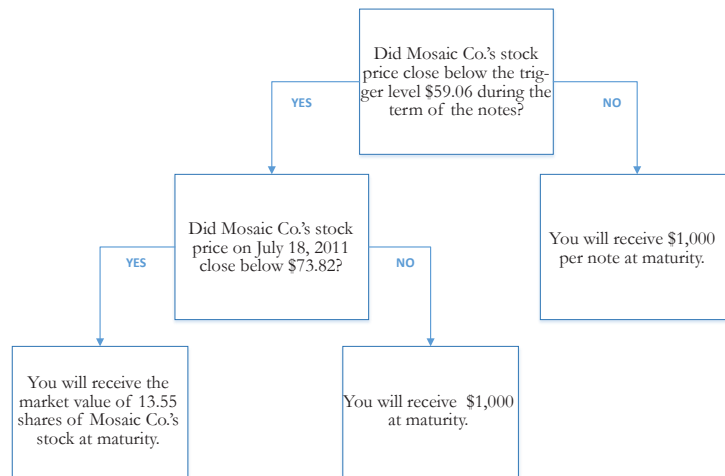 Did Mosaic Co.'s stock
price close below the trig-
ger level $59.06 during the
term of the notes?
YES
NO
Did Mosaic Co.'s stock
price on July 18, 2011
close below $73.82?
You will receive $1,000
per note at maturity.
YES
NO
You will receive the
market value of 13.55
shares of Mosaic Co.'s
stock at maturity.
You will receive $1,000
at maturity.